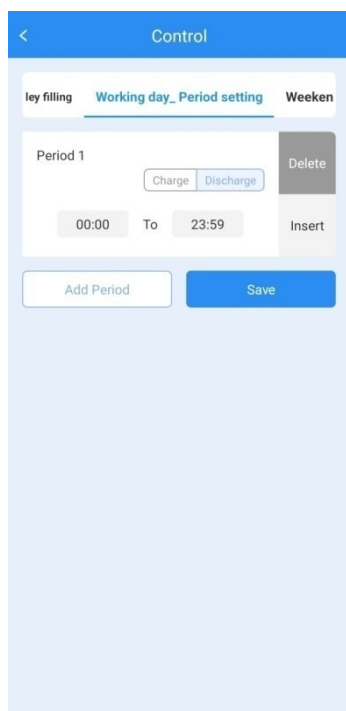 Control
ley filling Working day_ Period setting Weeken
Period 1
Charge Discharge
Delete
00:00 To 23:59
Insert
Add Period Save